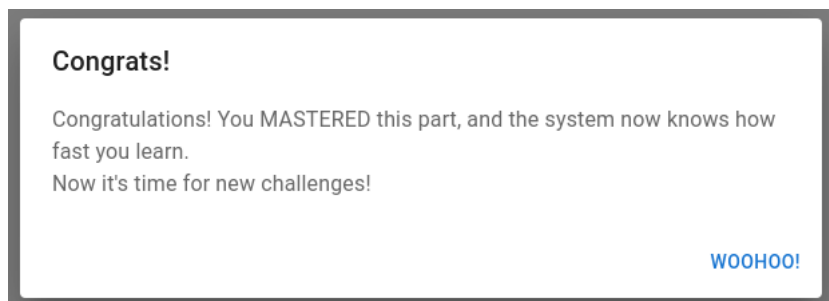 Congrats!
Congratulations! You MASTERED this part, and the system now knows how
fast you learn.
Now it's time for new challenges!
WOOHOO!